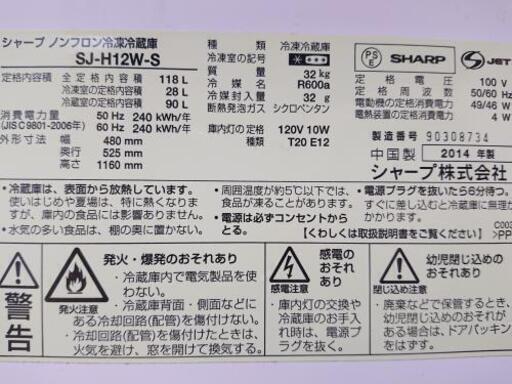 シャープ ノンフロン冷凍冷蔵庫
SJ-H12W-S
定格内容積 全定格内容積 118 L
冷凍室の定格内容積 28 L
冷蔵室の定格内容積 90 L
消費電力量 50 Hz 240 kWh/年
(JISC9801-2006年) 60 Hz 240 kWh/年
外形寸法 幅 480 mm
奥行 525 mm
高さ 1160 mm
種類 冷凍冷蔵庫
冷凍室の記号
質量 32 kg
冷媒 R600a
冷媒封入量 32 g
断熱発泡ガス シクロペンタン
庫内灯の定格 120V 10W
種類 T20 E12
PSE SHARP JET
定格電圧 100 V
定格周波数 50/60 Hz
電動機の定格消費電力 49/46 W
電熱装置の定格消費電力 4 W
製造番号 90308734
中国製 2014 年製
シャープ株式会社
・冷蔵庫は、表面から放熱しています。
使いはじめや夏場は、特に熱くなりま
すが、庫内の食品には影響ありません。
・水気の多い食品は、棚の奥に置かない。
・周囲温度が約5℃以下では、食
品が凍ることがあります。
・電源は必ずコンセントから
とる。
・電源プラグを抜いたら6分待つ。
すぐに差し込むと冷蔵庫に無理が
かかります。
【くわしくは取扱説明書をごらんください】
C003
>PP
警告
発火・爆発のおそれあり
発火注意
・冷蔵庫内で電気製品を使わ
ない。
・冷蔵庫背面・側面などに
ある冷却回路(配管)を傷付けない。
・冷却回路(配管)を傷付けたときは、
火気を避け、窓を開けて換気する。
感電の
おそれあり
感電注意
・庫内灯の交換や
冷蔵庫のお手入
れ時は、電源プ
ラグを抜く。
幼児閉じ込めの
おそれあり
閉じ込め注意
・廃棄などで保管するとき、
幼児閉じ込めのおそれが
ある場合は、ドアパッキン